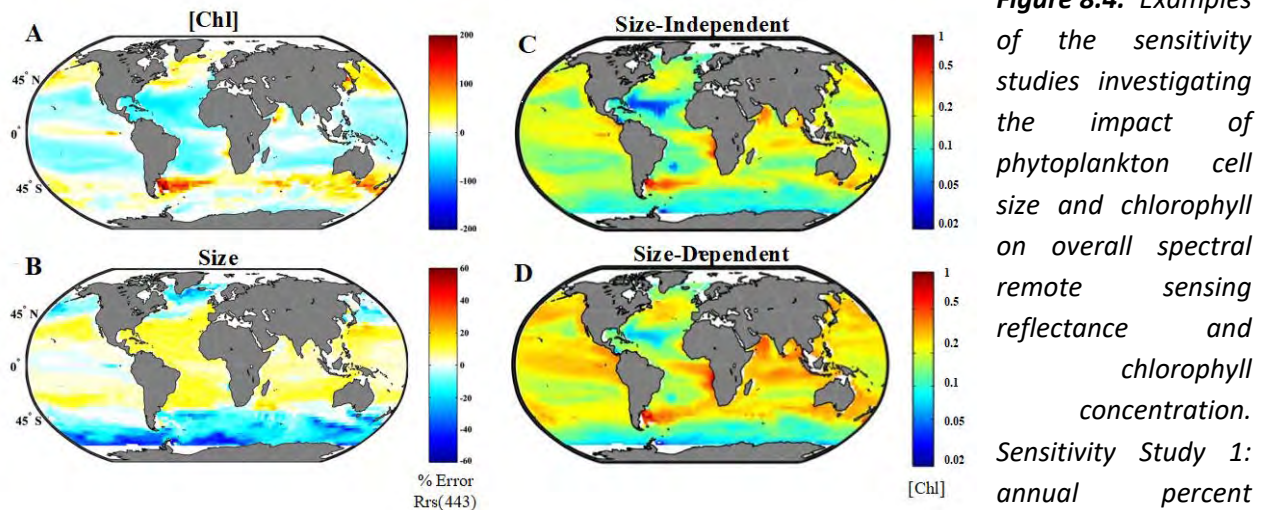 A
[Chl]
45° N
0°
45° S
200
100
0
-100
-200
B
Size
45° N
0°
45° S
60
40
20
0
-20
-40
-60
% Error
Rrs(443)
C
Size-Independent
1
0.5
0.2
0.1
0.05
0.02
D
Size-Dependent
1
0.5
0.2
0.1
0.05
0.02
[Chl]
Figure 8.4. Examples
of the sensitivity
studies investigating
the impact of
phytoplankton cell
size and chlorophyll
on overall spectral
remote sensing
reflectance and
chlorophyll
concentration.
Sensitivity Study 1:
annual percent